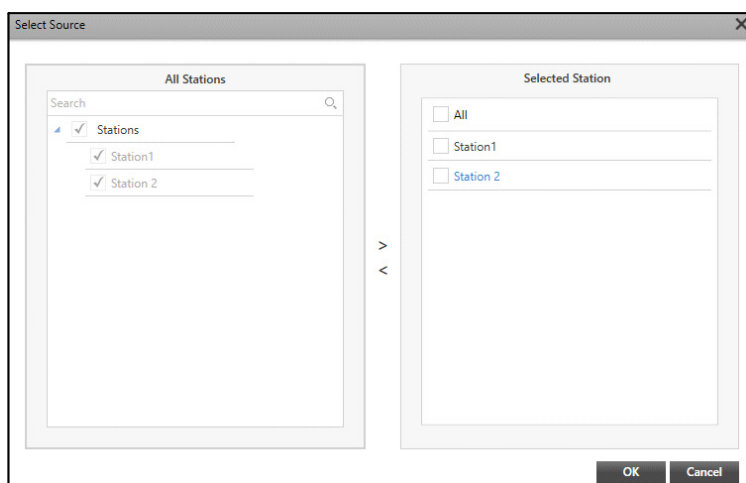 Select Source
All Stations
Search
Stations
Station1
Station 2
>
<
Selected Station
All
Station1
Station 2
OK
Cancel